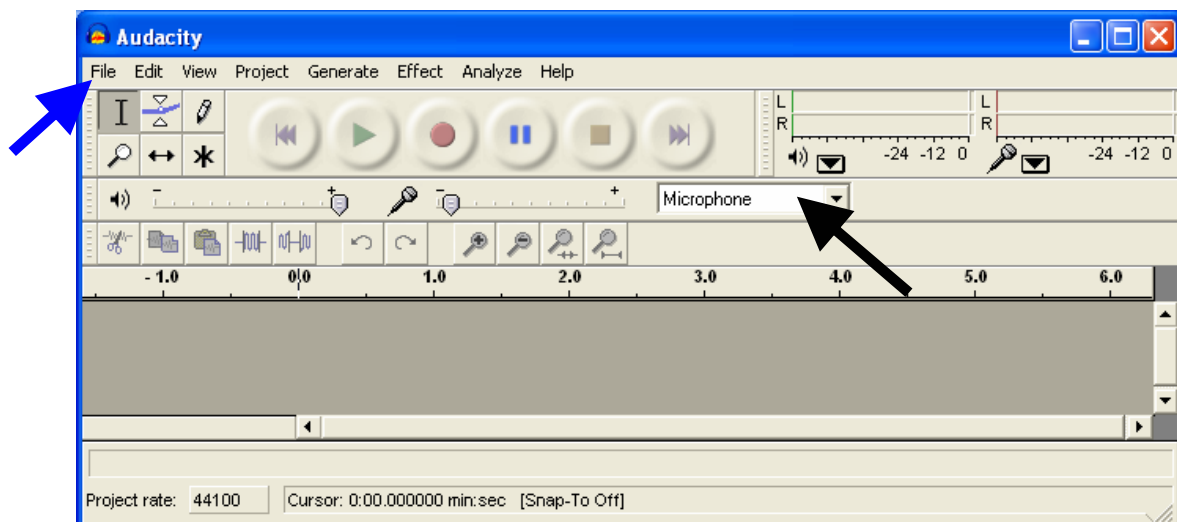 Audacity
File Edit View Project Generate Effect Analyze Help
L L
R R
-24 -12 0 -24 -12 0
- + - + Microphone
- 1.0 0.0 1.0 2.0 3.0 4.0 5.0 6.0
Project rate: 44100 Cursor: 0:00.000000 min:sec [Snap-To Off]